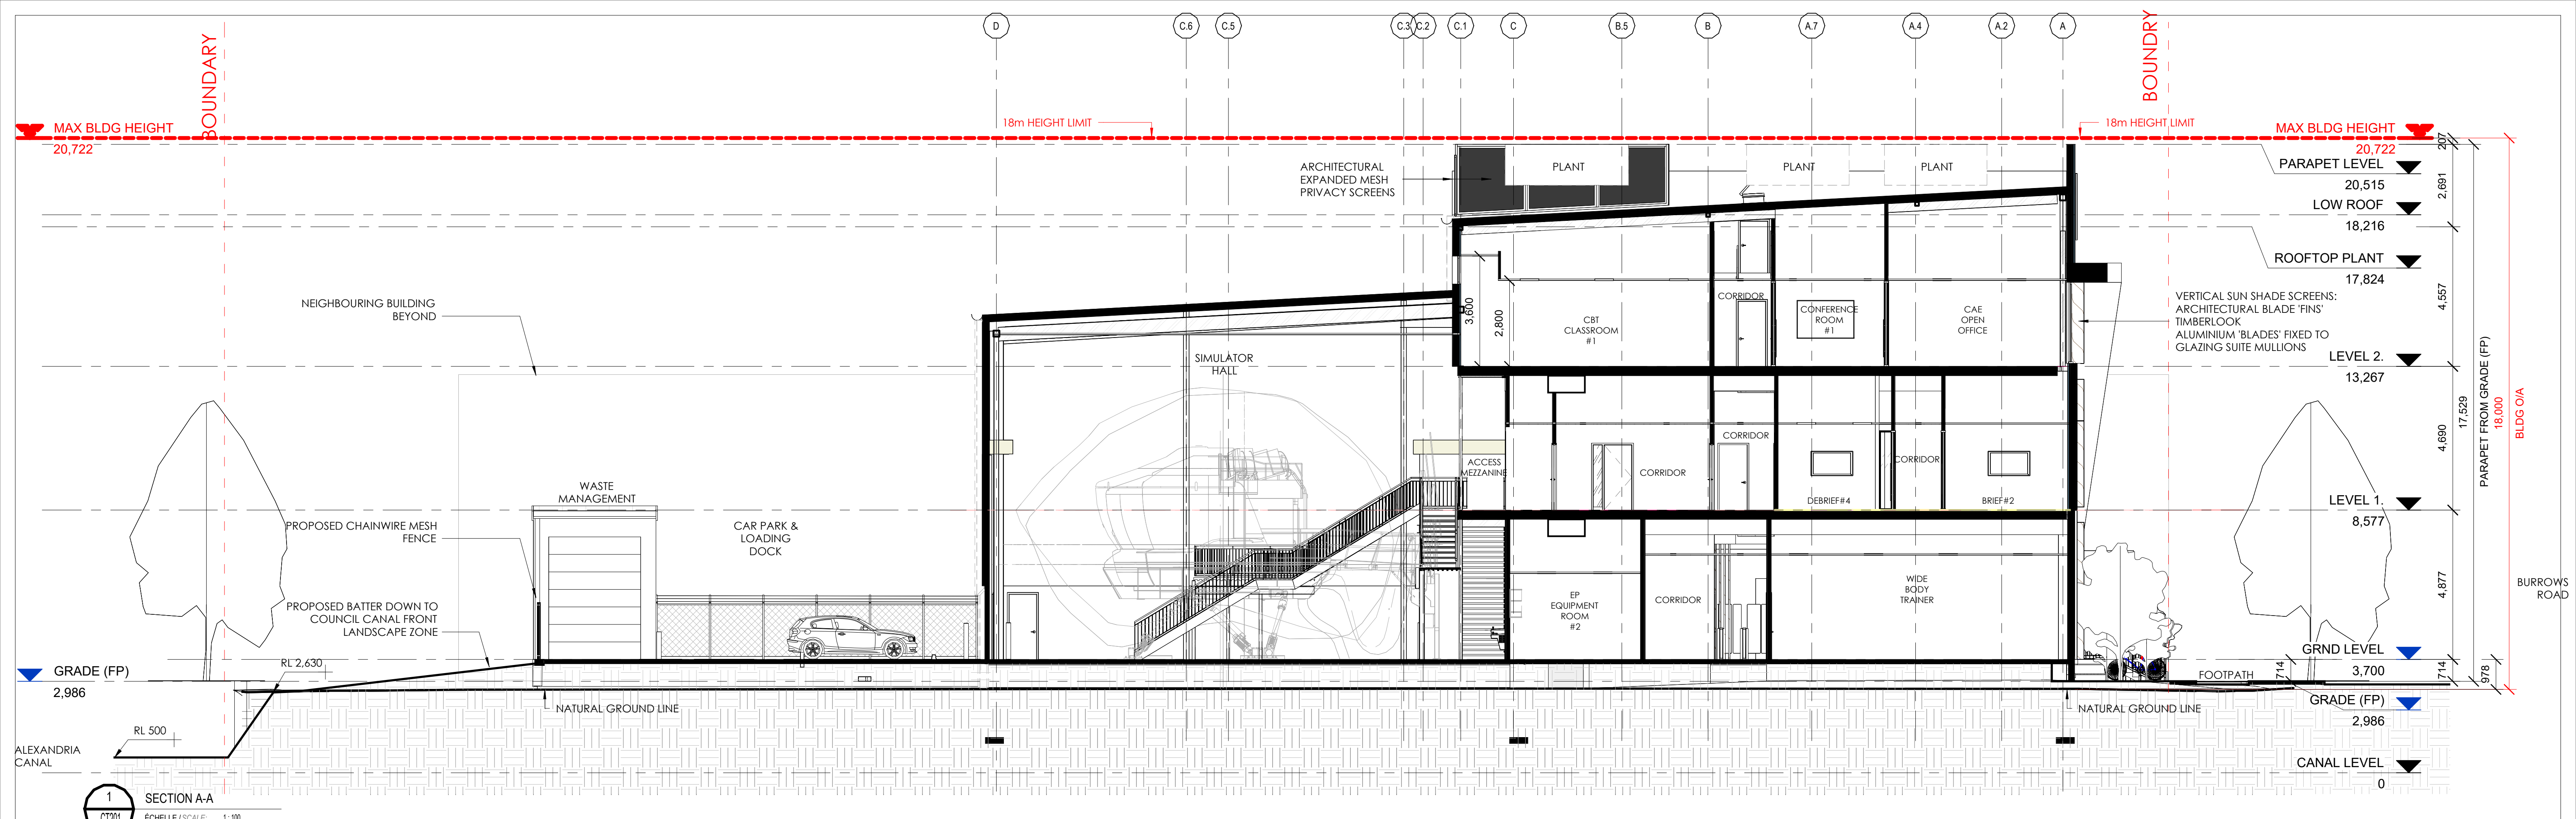 D
C.6
C.5
C.3
C.2
C.1
C
B.5
B
A.7
A.4
A.2
A
BOUNDARY
BOUNDRY
MAX BLDG HEIGHT
20,722
18m HEIGHT LIMIT
18m HEIGHT LIMIT
MAX BLDG HEIGHT
20,722
207
PARAPET LEVEL
20,515
2,691
LOW ROOF
18,216
ROOFTOP PLANT
17,824
4,557
ARCHITECTURAL
EXPANDED MESH
PRIVACY SCREENS
PLANT
PLANT
PLANT
VERTICAL SUN SHADE SCREENS:
ARCHITECTURAL BLADE 'FINS'
TIMBERLOOK
ALUMINIUM 'BLADES' FIXED TO
GLAZING SUITE MULLIONS
LEVEL 2.
13,267
NEIGHBOURING BUILDING
BEYOND
3,600
2,800
CBT
CLASSROOM
#1
CORRIDOR
CONFERENCE
ROOM
#1
CAE
OPEN
OFFICE
SIMULATOR
HALL
17,529
PARAPET FROM GRADE (FP)
18,000
BLDG O/A
4,690
ACCESS
MEZZANINE
CORRIDOR
CORRIDOR
CORRIDOR
DEBRIEF#4
BRIEF#2
LEVEL 1.
8,577
WASTE
MANAGEMENT
PROPOSED CHAINWIRE MESH
FENCE
CAR PARK &
LOADING
DOCK
PROPOSED BATTER DOWN TO
COUNCIL CANAL FRONT
LANDSCAPE ZONE
EP
EQUIPMENT
ROOM
#2
CORRIDOR
WIDE
BODY
TRAINER
4,877
BURROWS
ROAD
GRADE (FP)
2,986
RL 2,630
GRND LEVEL
3,700
714
714
978
FOOTPATH
NATURAL GROUND LINE
NATURAL GROUND LINE
GRADE (FP)
2,986
RL 500
ALEXANDRIA
CANAL
CANAL LEVEL
0
1
CT201
SECTION A-A
ÉCHELLE / SCALE: 1 : 100